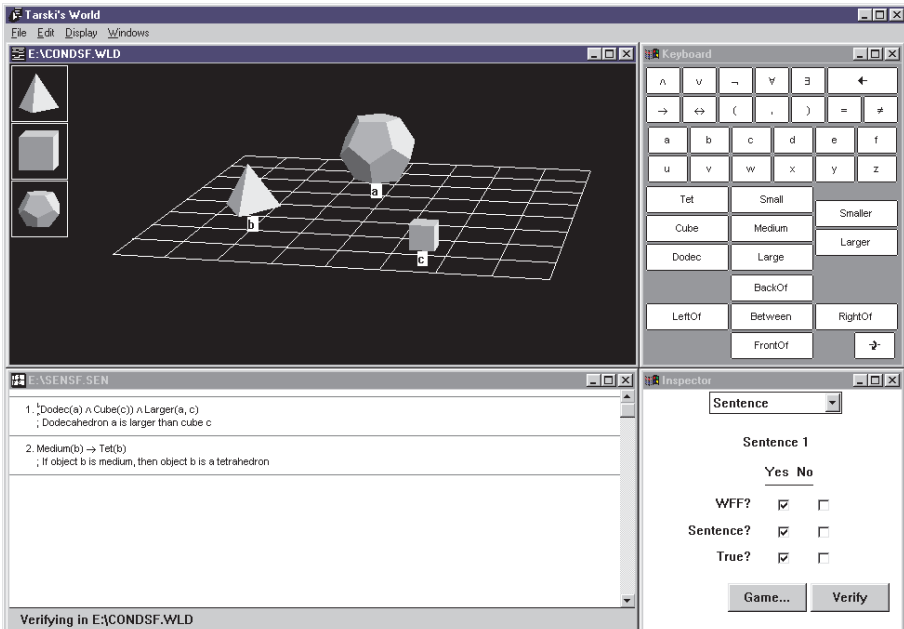 Tarski's World
File Edit Display Windows
E:\CONDSF.WLD
a
b
c
Keyboard
∧ ∨ ¬ ∀ ∃ ←
→ ↔ ( , ) = ≠
a b c d e f
u v w x y z
Tet Small Smaller
Cube Medium Larger
Dodec Large
BackOf
LeftOf Between RightOf
FrontOf
E:\SENSF.SEN
1. (Dodec(a) ∧ Cube(c)) ∧ Larger(a, c)
; Dodecahedron a is larger than cube c
2. Medium(b) → Tet(b)
; If object b is medium, then object b is a tetrahedron
Verifying in E:\CONDSF.WLD
Inspector
Sentence
Sentence 1
Yes No
WFF?
Sentence?
True?
Game... Verify